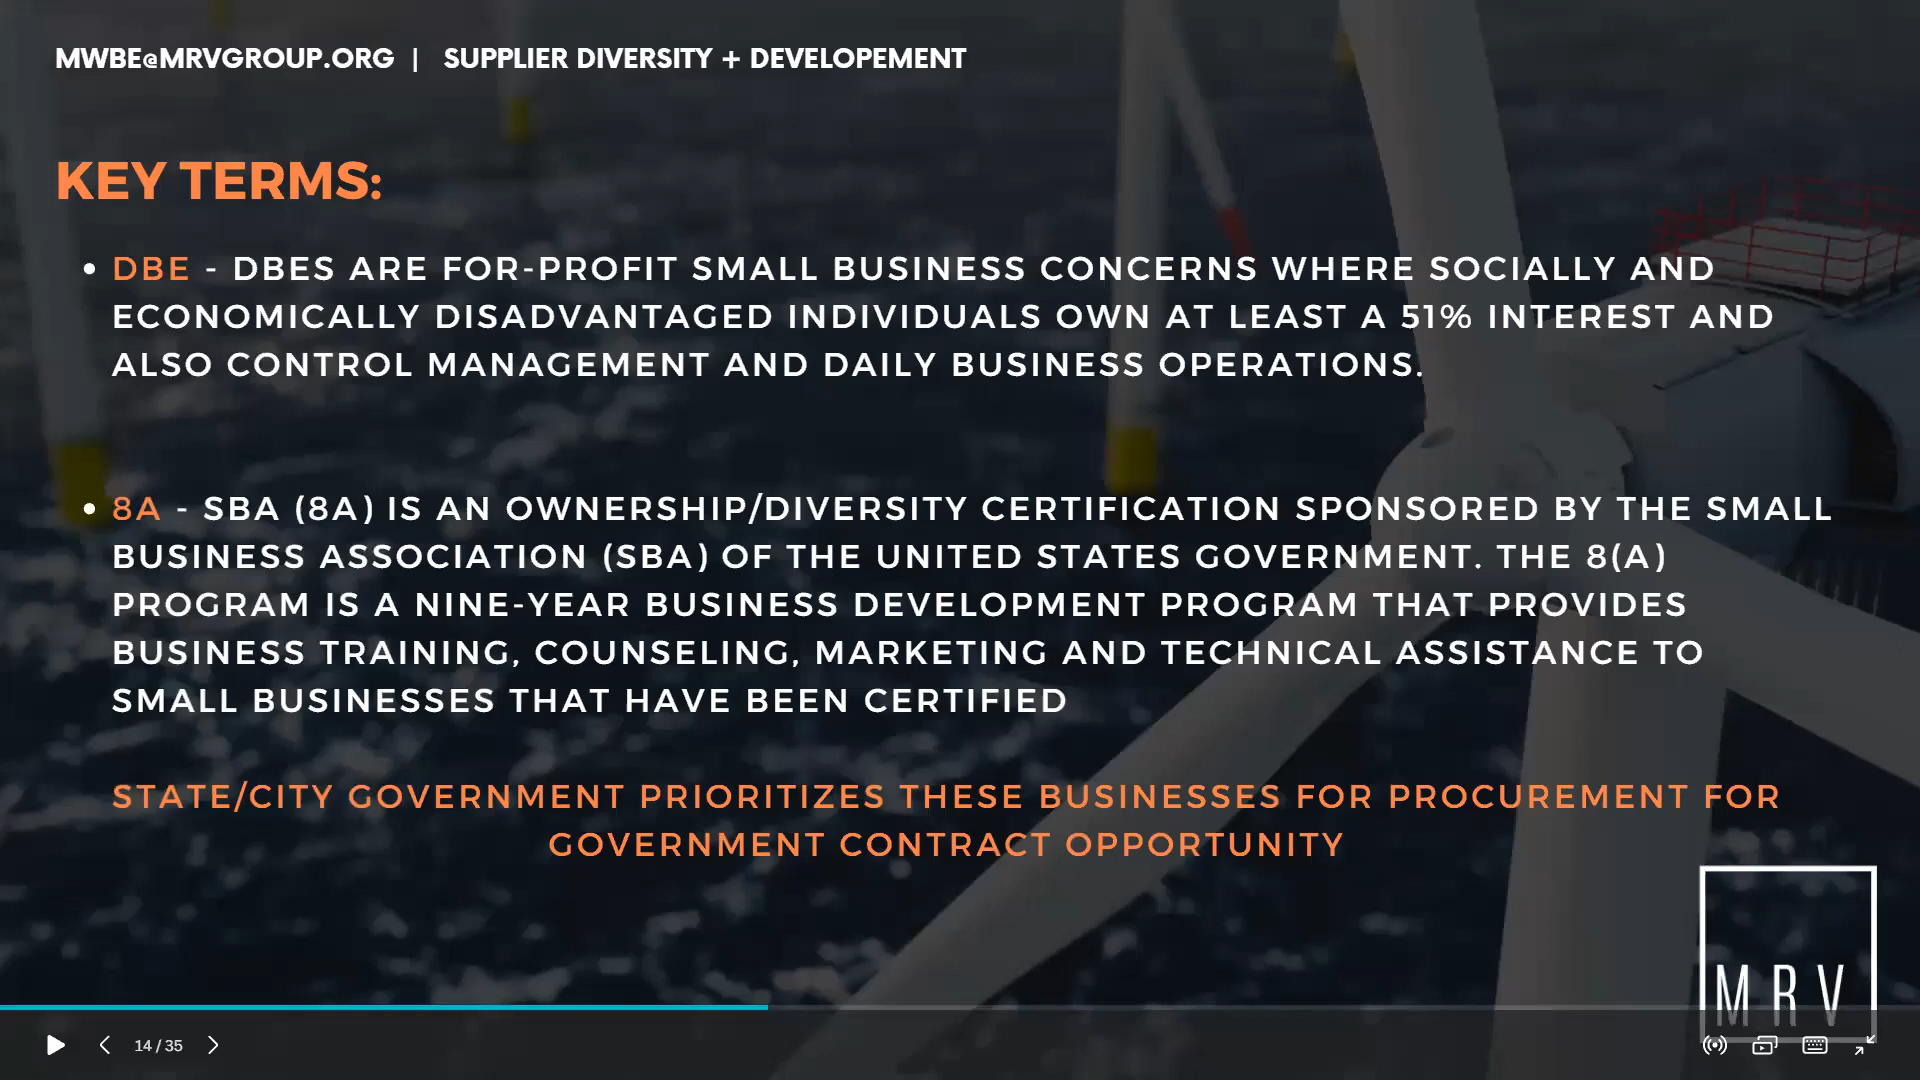 MWBE@MRVGROUP.ORG | SUPPLIER DIVERSITY + DEVELOPEMENT
KEY TERMS:
• DBE - DBES ARE FOR-PROFIT SMALL BUSINESS CONCERNS WHERE SOCIALLY AND
ECONOMICALLY DISADVANTAGED INDIVIDUALS OWN AT LEAST A 51% INTEREST AND
ALSO CONTROL MANAGEMENT AND DAILY BUSINESS OPERATIONS.
• 8A - SBA (8A) IS AN OWNERSHIP/DIVERSITY CERTIFICATION SPONSORED BY THE SMALL
BUSINESS ASSOCIATION (SBA) OF THE UNITED STATES GOVERNMENT. THE 8(A)
PROGRAM IS A NINE-YEAR BUSINESS DEVELOPMENT PROGRAM THAT PROVIDES
BUSINESS TRAINING, COUNSELING, MARKETING AND TECHNICAL ASSISTANCE TO
SMALL BUSINESSES THAT HAVE BEEN CERTIFIED
STATE/CITY GOVERNMENT PRIORITIZES THESE BUSINESSES FOR PROCUREMENT FOR
GOVERNMENT CONTRACT OPPORTUNITY
MRV
14 / 35